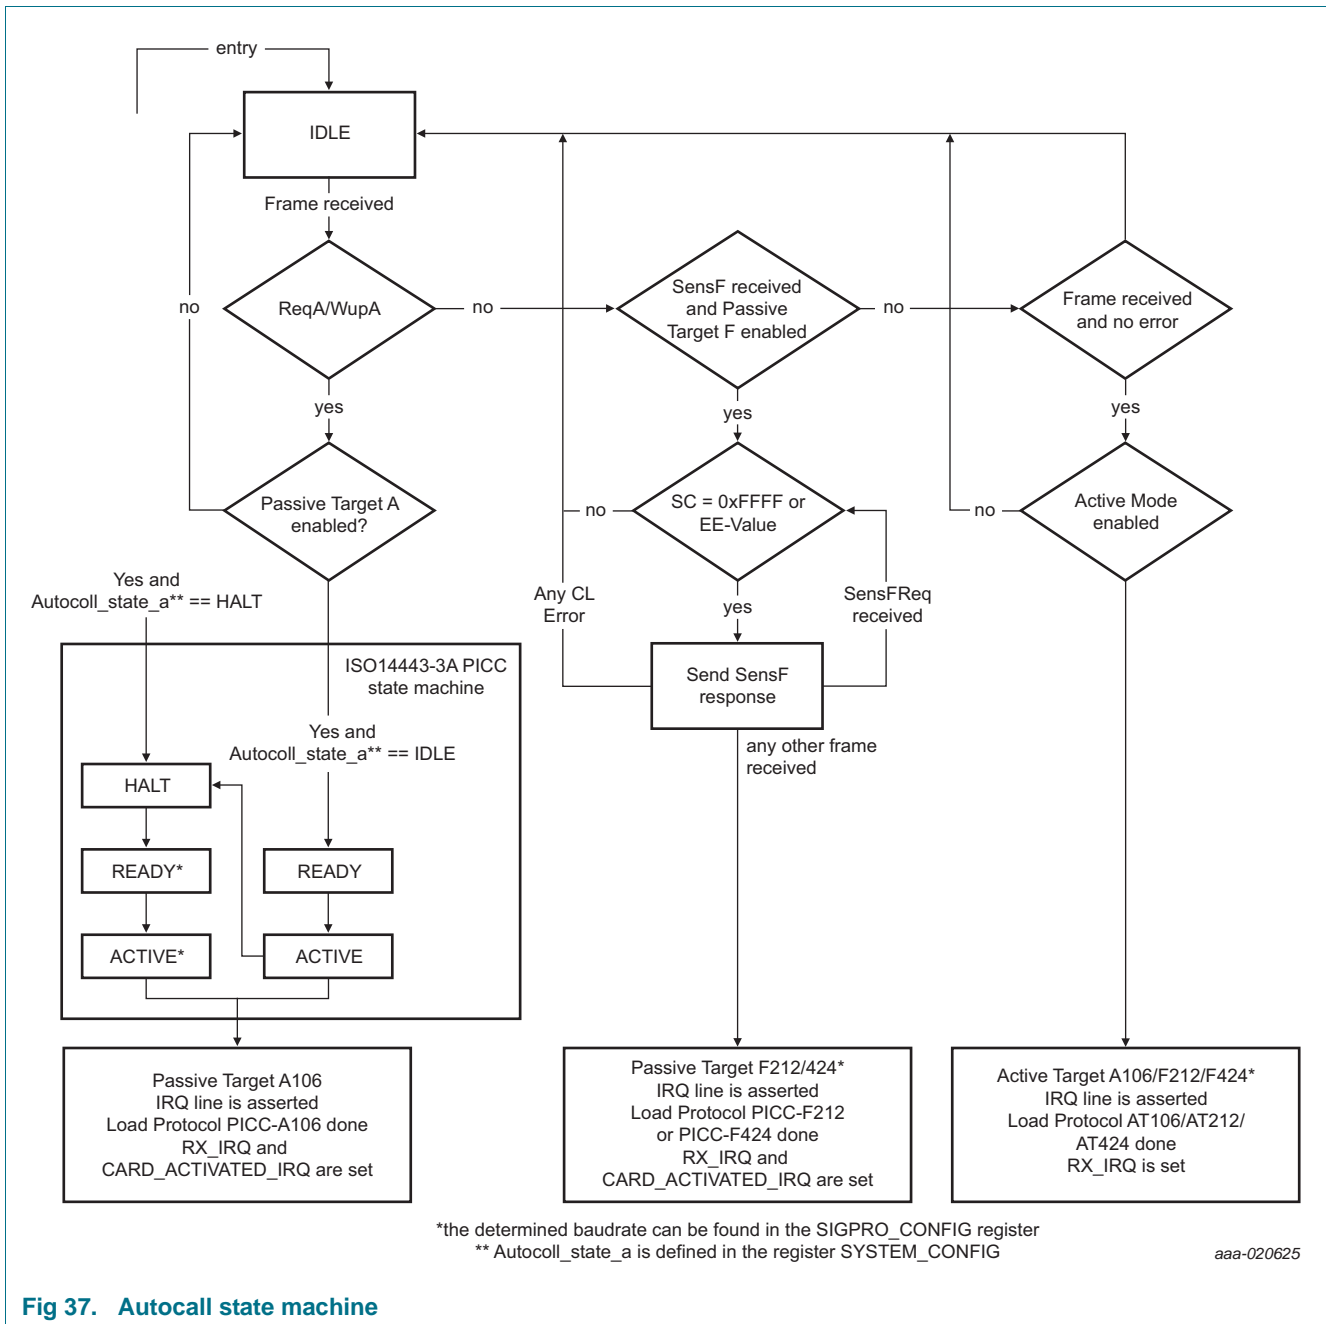 entry
IDLE
Frame received
no
ReqA/WupA
no
SensF received
and Passive
Target F enabled
no
Frame received
and no error
yes
yes
yes
Passive Target A
enabled?
no
SC = 0xFFFF or
EE-Value
no
Active Mode
enabled
Yes and
Autocoll_state_a** == HALT
Any CL
Error
yes
SensFReq
received
ISO14443-3A PICC
state machine
Send SensF
response
Yes and
Autocoll_state_a** == IDLE
any other frame
received
HALT
READY*
READY
ACTIVE*
ACTIVE
Passive Target A106
IRQ line is asserted
Load Protocol PICC-A106 done
RX_IRQ and
CARD_ACTIVATED_IRQ are set
Passive Target F212/424*
IRQ line is asserted
Load Protocol PICC-F212
or PICC-F424 done
RX_IRQ and
CARD_ACTIVATED_IRQ are set
Active Target A106/F212/F424*
IRQ line is asserted
Load Protocol AT106/AT212/
AT424 done
RX_IRQ is set
*the determined baudrate can be found in the SIGPRO_CONFIG register
** Autocoll_state_a is defined in the register SYSTEM_CONFIG
aaa-020625
Fig 37. Autocall state machine